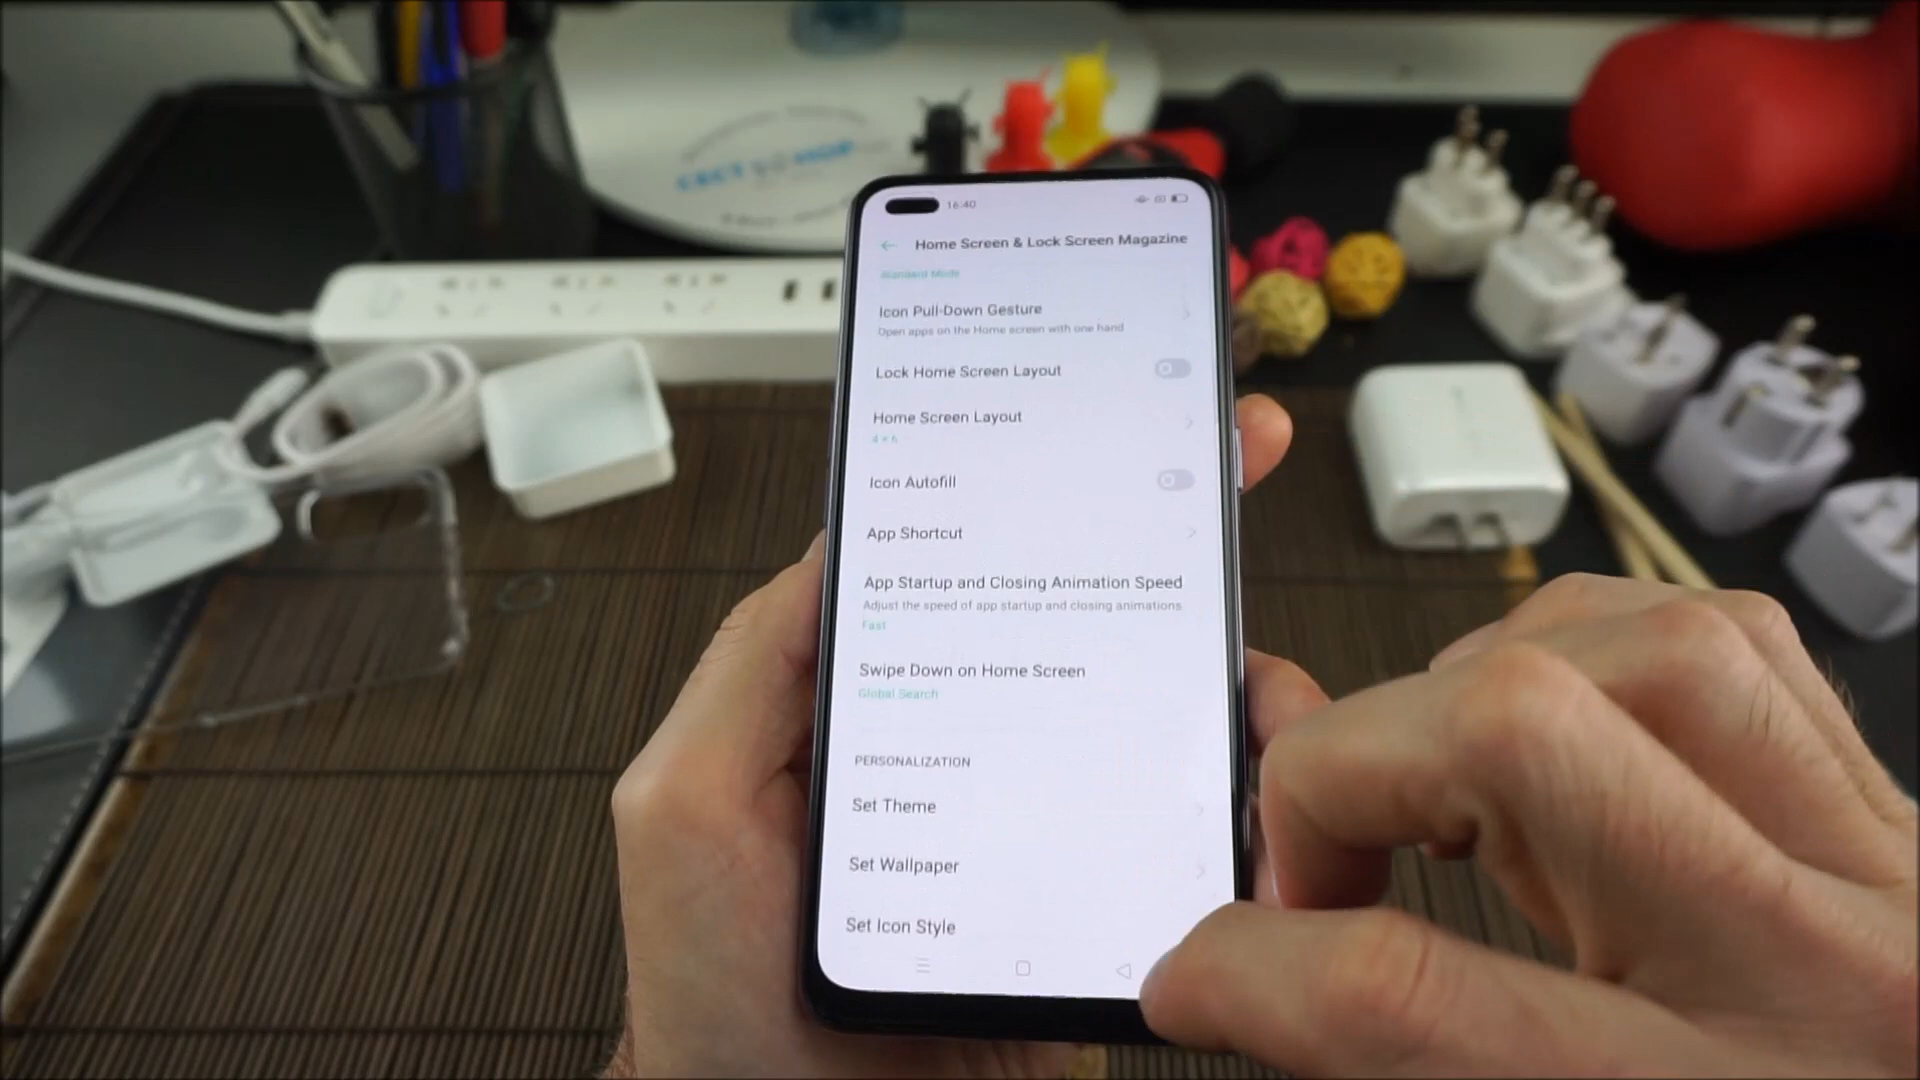 16:40
Home Screen & Lock Screen Magazine
Standard Mode
Icon Pull-Down Gesture
Open apps on the Home screen with one hand
Lock Home Screen Layout
Home Screen Layout
4 × 6
Icon Autofill
App Shortcut
App Startup and Closing Animation Speed
Adjust the speed of app startup and closing animations
Fast
Swipe Down on Home Screen
Global Search
PERSONALIZATION
Set Theme
Set Wallpaper
Set Icon Style